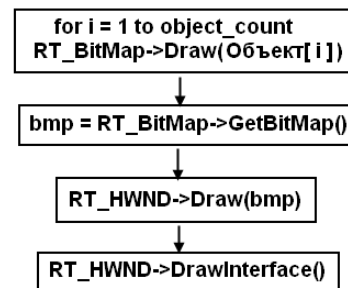 for i = 1 to object_count
RT_BitMap->Draw(Объект[ i ])
bmp = RT_BitMap->GetBitMap()
RT_HWND->Draw(bmp)
RT_HWND->DrawInterface()